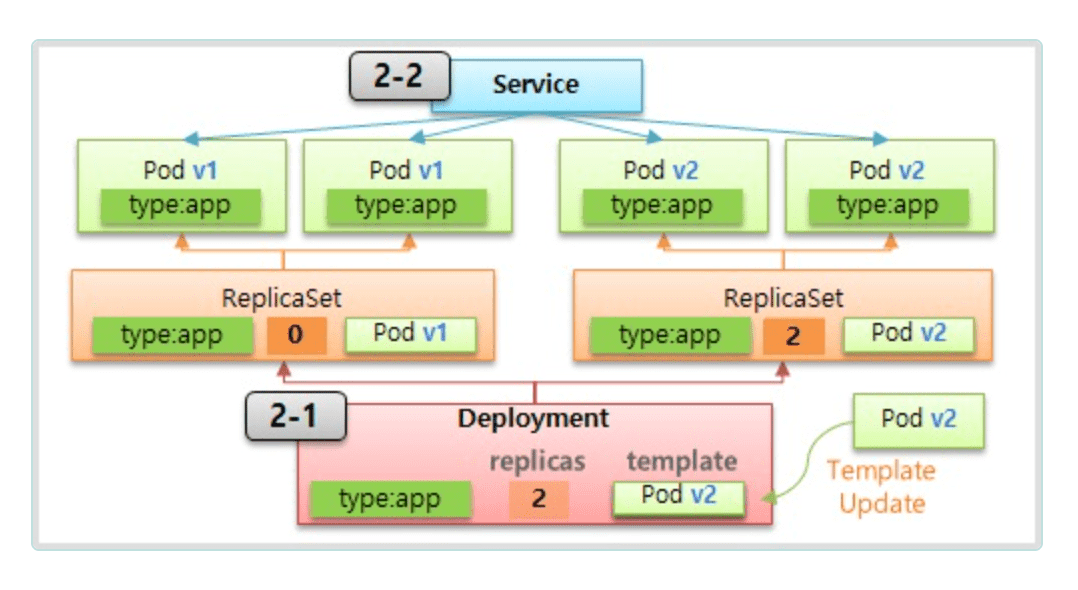 2-2
Service
Pod v1
type:app
Pod v1
type:app
Pod v2
type:app
Pod v2
type:app
ReplicaSet
type:app
0
Pod v1
ReplicaSet
type:app
2
Pod v2
2-1
Deployment
replicas
template
type:app
2
Pod v2
Pod v2
Template
Update